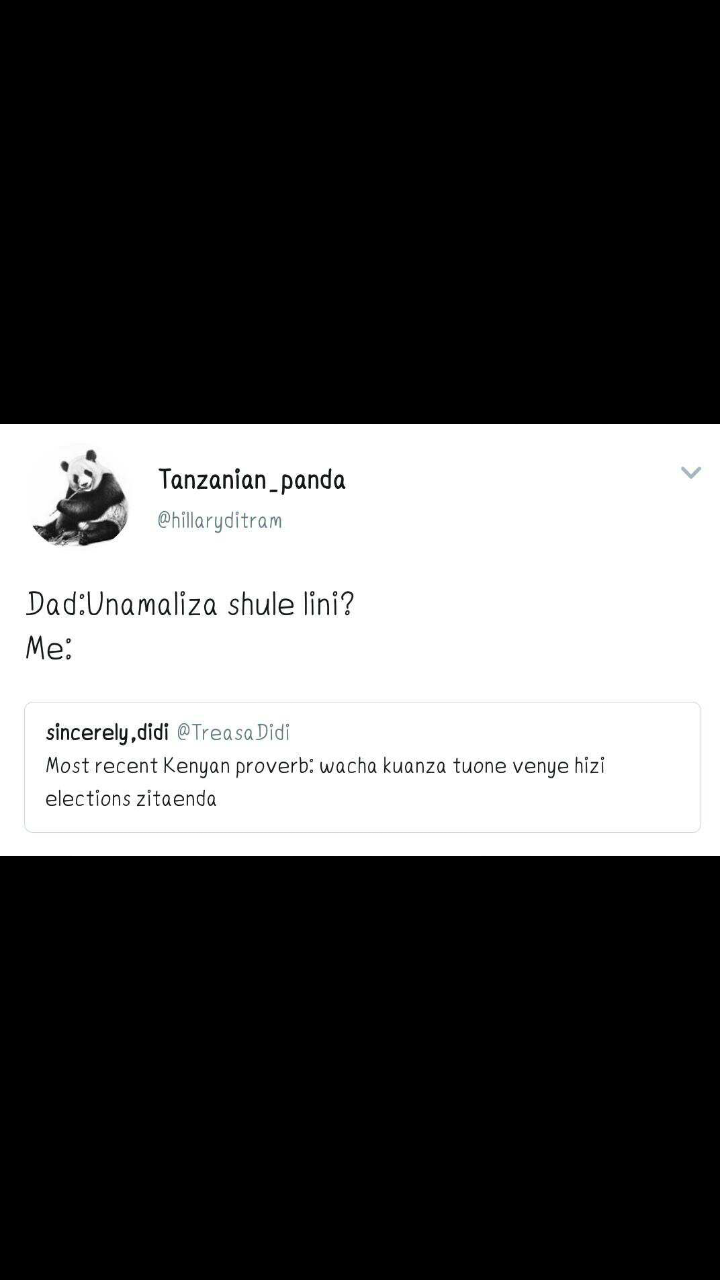 Tanzanian_panda
@hillaryditram
Dad:Unamaliza shule lini?
Me:
sincerely,didi @TreasaDidi
Most recent Kenyan proverb: wacha kuanza tuone venye hizi
elections zitaenda